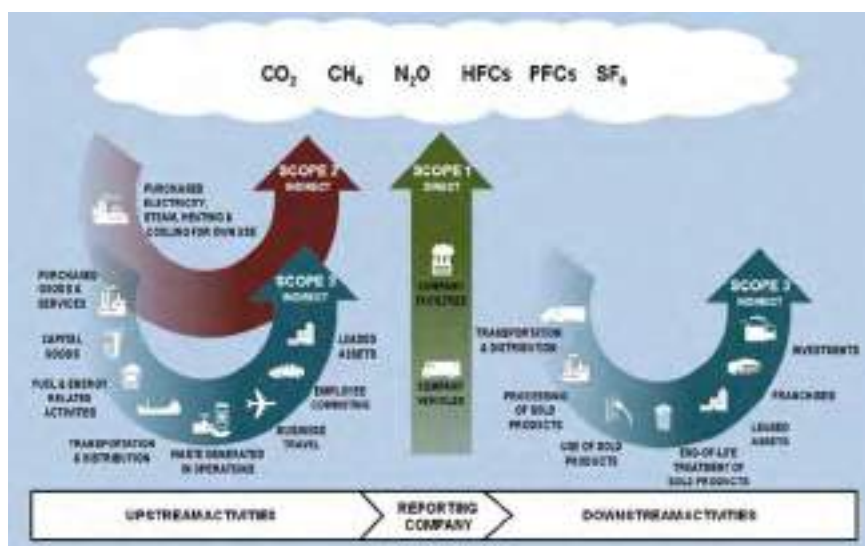 CO₂ CH₄ N₂O HFCs PFCs SF₆
SCOPE 2
INDIRECT
SCOPE 1
DIRECT
PURCHASED
ELECTRICITY,
STEAM, HEATING &
COOLING FOR OWN USE
SCOPE 3
INDIRECT
SCOPE 3
INDIRECT
PURCHASED
GOODS &
SERVICES
CAPITAL
GOODS
FUEL & ENERGY
RELATED
ACTIVITIES
TRANSPORTATION
& DISTRIBUTION
WASTE GENERATED
IN OPERATIONS
BUSINESS
TRAVEL
EMPLOYEE
COMMUTING
LEASED
ASSETS
COMPANY
FACILITIES
COMPANY
VEHICLES
TRANSPORTATION
& DISTRIBUTION
PROCESSING
OF SOLD
PRODUCTS
USE OF SOLD
PRODUCTS
END-OF-LIFE
TREATMENT OF
SOLD PRODUCTS
LEASED
ASSETS
FRANCHISES
INVESTMENTS
UPSTREAM ACTIVITIES
REPORTING
COMPANY
DOWNSTREAM ACTIVITIES